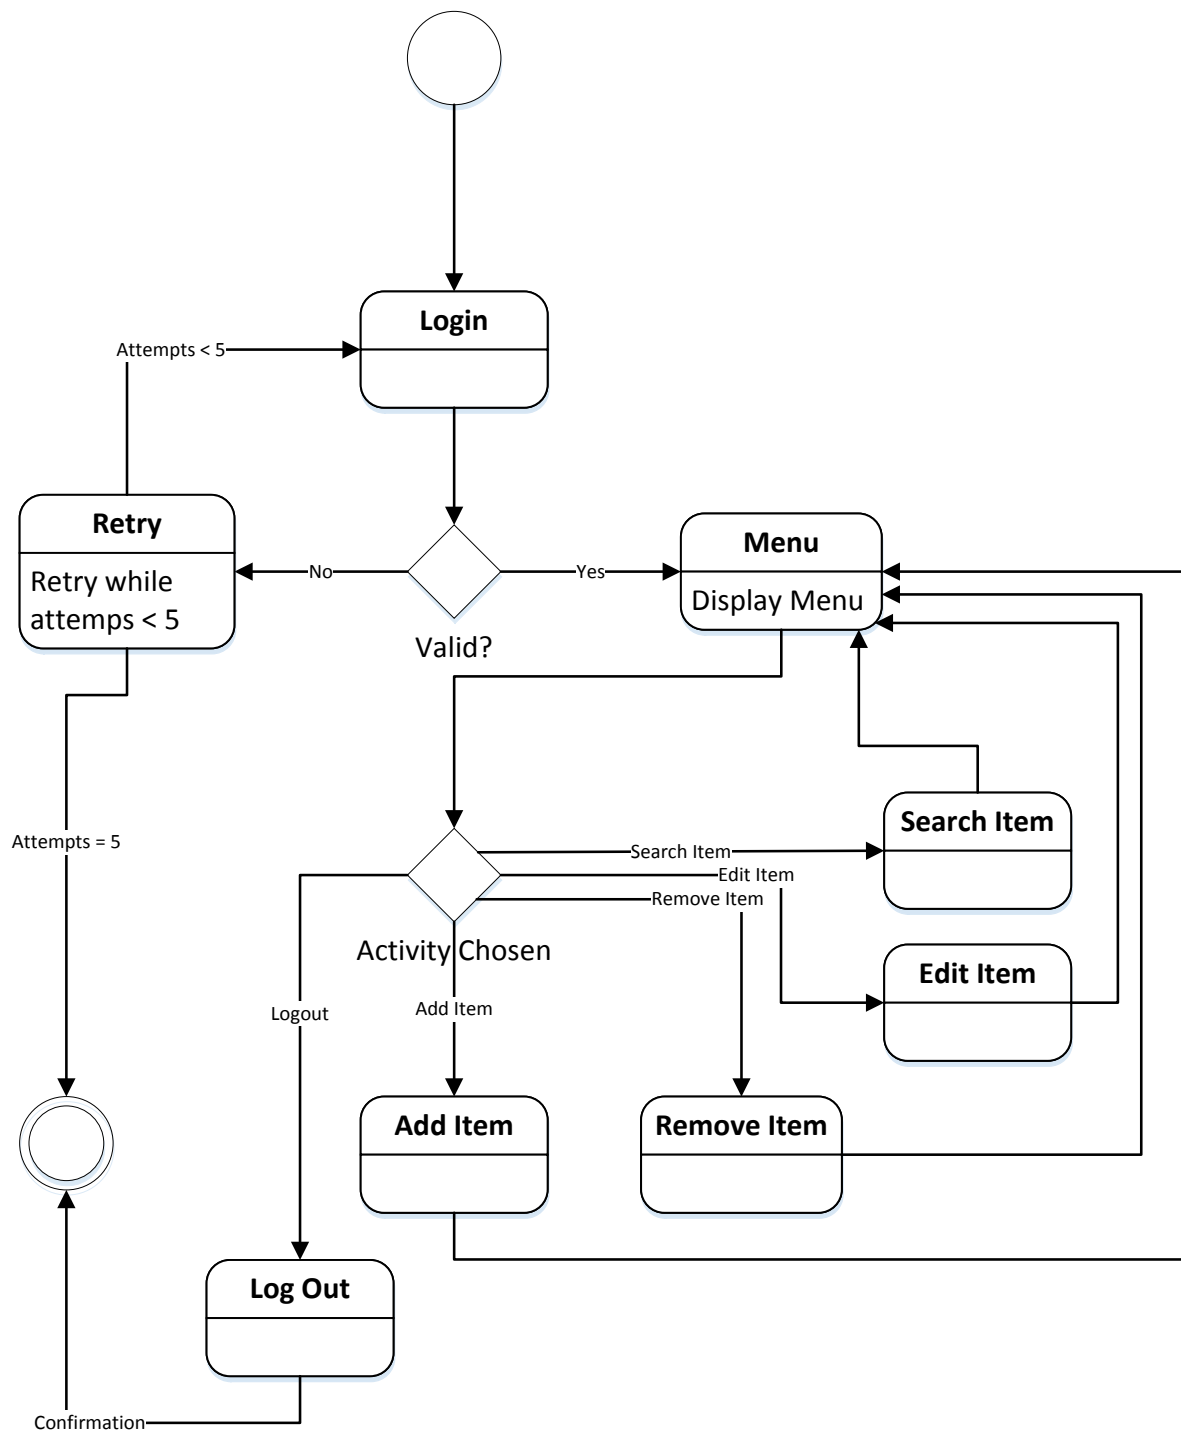 Login
Attempts < 5
Retry
Retry while
attemps < 5
No
Yes
Valid?
Menu
Display Menu
Attempts = 5
Search Item
Edit Item
Remove Item
Search Item
Activity Chosen
Edit Item
Logout
Add Item
Add Item
Remove Item
Log Out
Confirmation